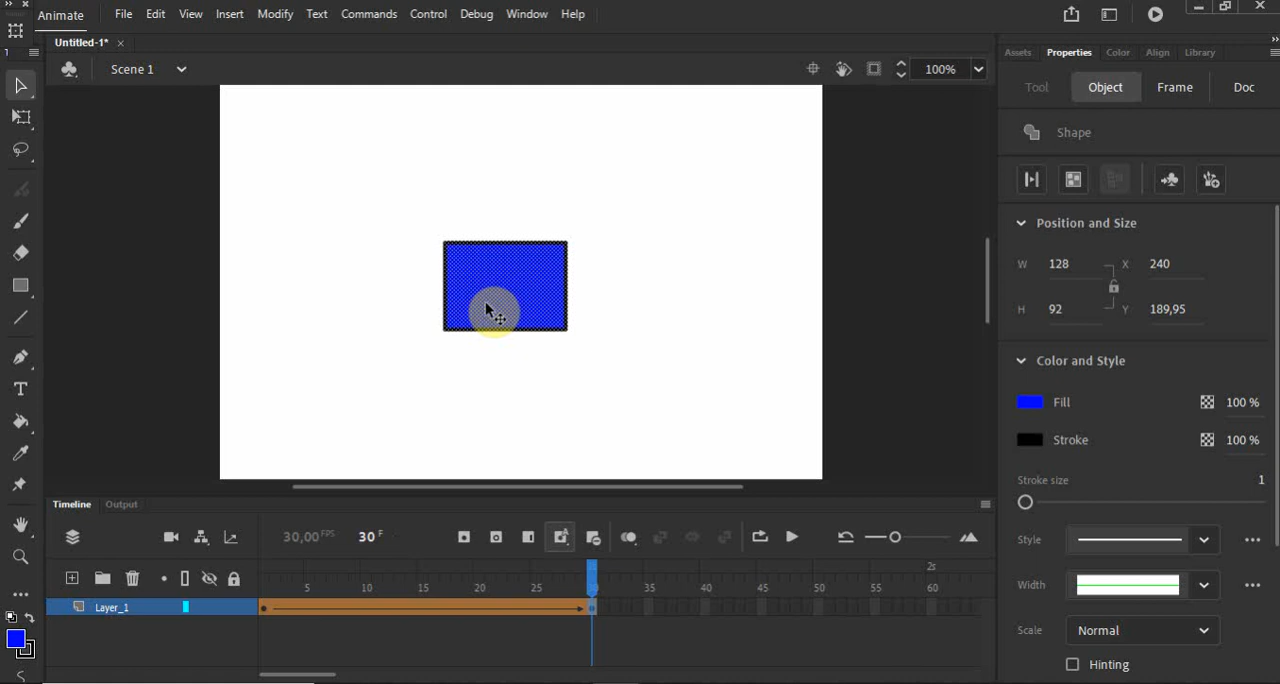 Animate File Edit View Insert Modify Text Commands Control Debug Window Help
Untitled-1*
Scene 1 100%
Assets Properties Color Align Library
Tool Object Frame Doc
Shape
Position and Size
W 128 X 240
H 92 Y 189,95
Color and Style
Fill 100 %
Stroke 100 %
Stroke size 1
Style
Width
Scale Normal
Hinting
Timeline Output
30,00 FPS 30 F
2s
5 10 15 20 25 30 35 40 45 50 55 60
Layer_1